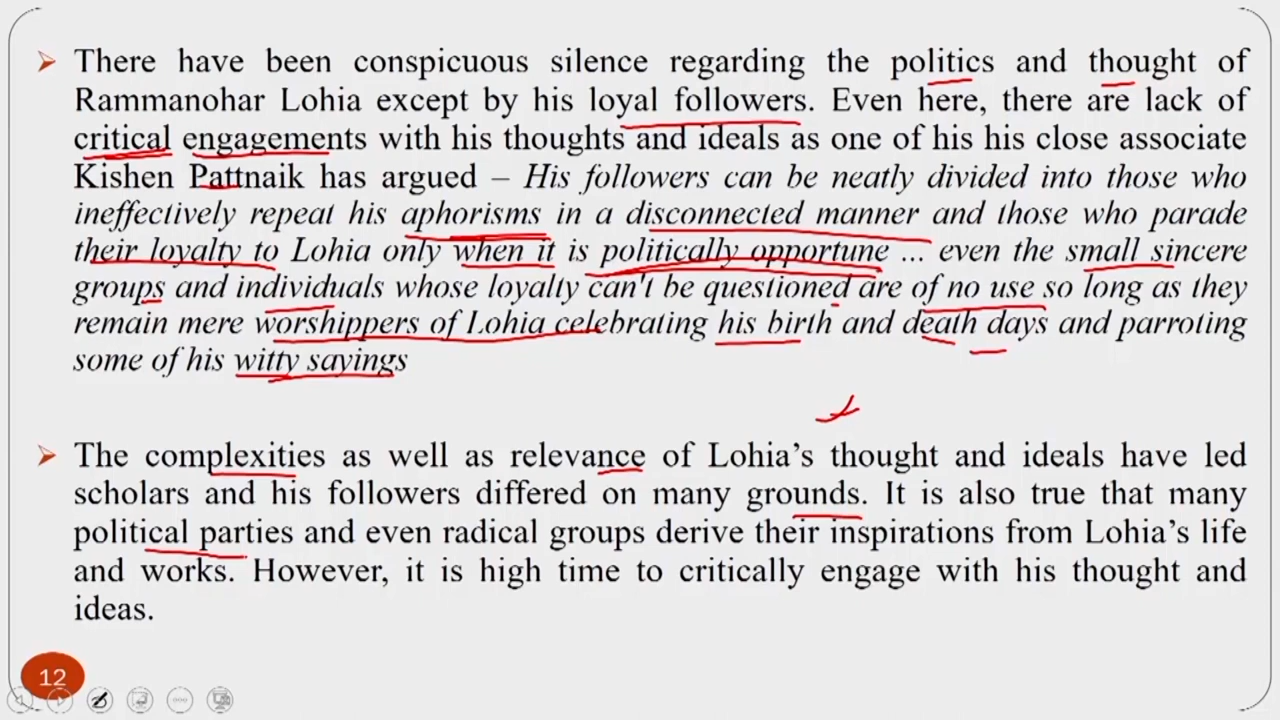 There have been conspicuous silence regarding the politics and thought of
Rammanohar Lohia except by his loyal followers. Even here, there are lack of
critical engagements with his thoughts and ideals as one of his his close associate
Kishen Pattnaik has argued – His followers can be neatly divided into those who
ineffectively repeat his aphorisms in a disconnected manner and those who parade
their loyalty to Lohia only when it is politically opportune ... even the small sincere
groups and individuals whose loyalty can't be questioned are of no use so long as they
remain mere worshippers of Lohia celebrating his birth and death days and parroting
some of his witty sayings
The complexities as well as relevance of Lohia’s thought and ideals have led
scholars and his followers differed on many grounds. It is also true that many
political parties and even radical groups derive their inspirations from Lohia’s life
and works. However, it is high time to critically engage with his thought and
ideas.
12